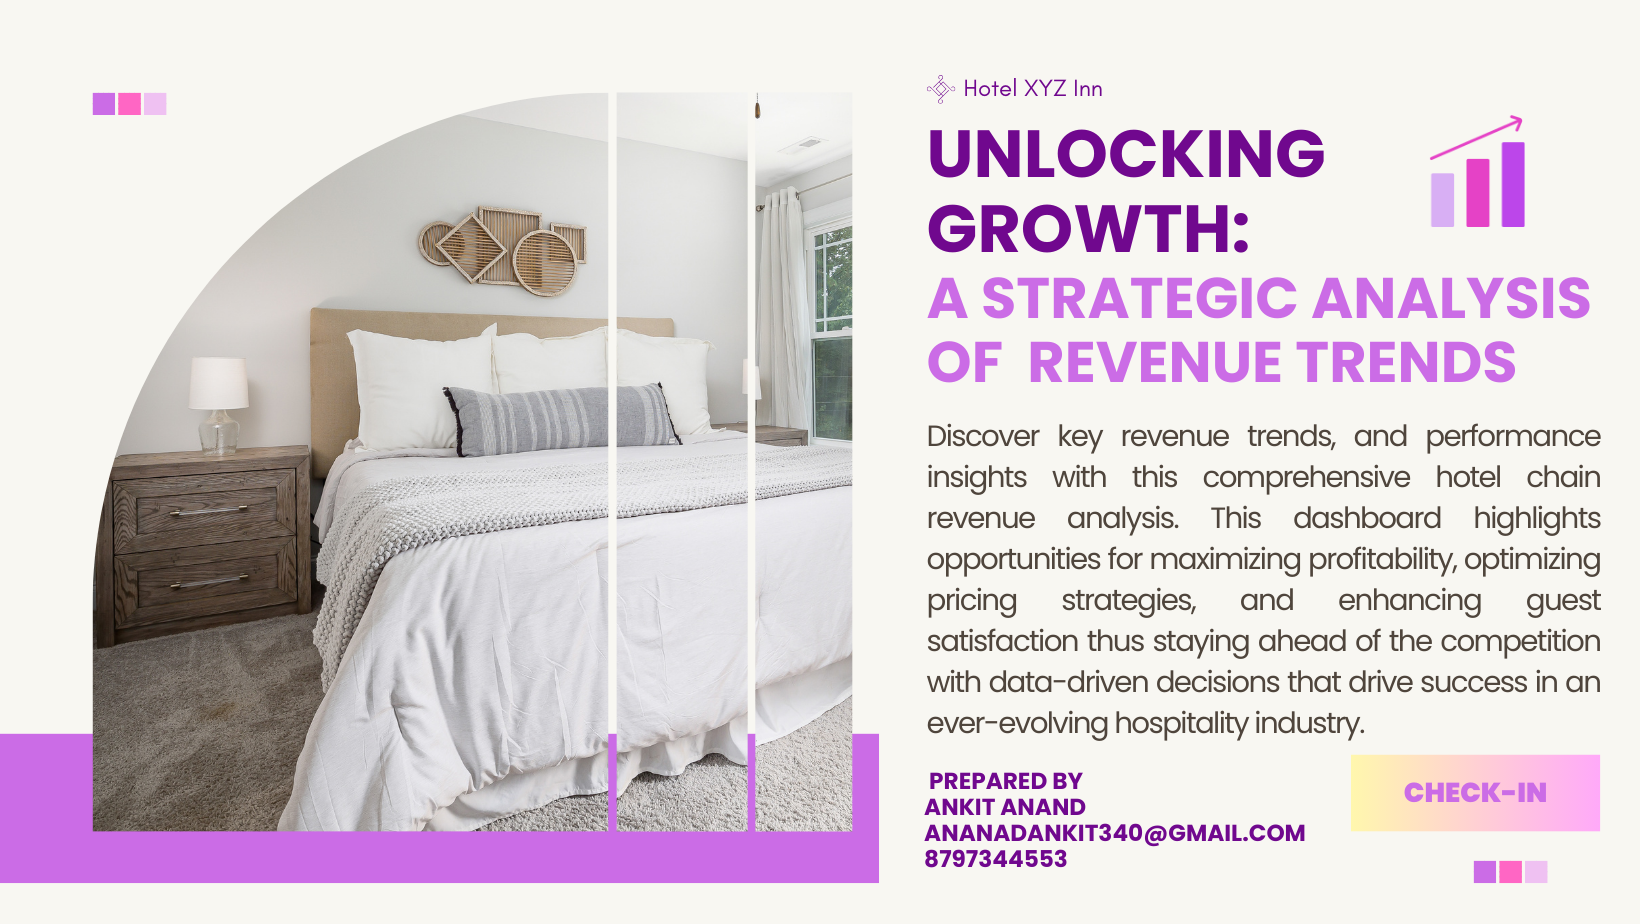 Hotel XYZ Inn
UNLOCKING
GROWTH:
A STRATEGIC ANALYSIS
OF REVENUE TRENDS
Discover key revenue trends, and performance
insights with this comprehensive hotel chain
revenue analysis. This dashboard highlights
opportunities for maximizing profitability, optimizing
pricing strategies, and enhancing guest
satisfaction thus staying ahead of the competition
with data-driven decisions that drive success in an
ever-evolving hospitality industry.
PREPARED BY
ANKIT ANAND
ANANADANKIT340@GMAIL.COM
8797344553
CHECK-IN